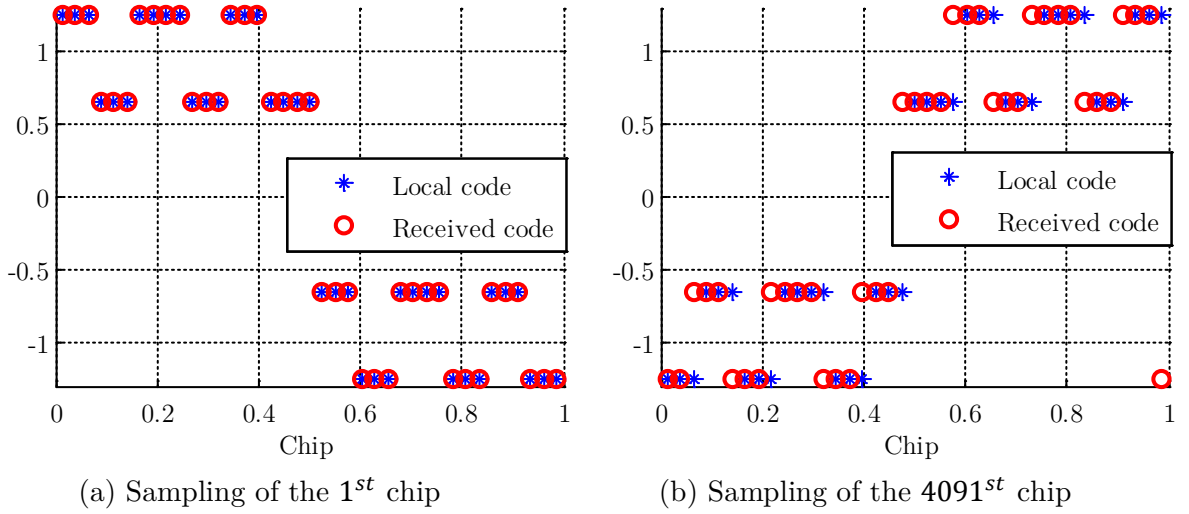 1
0.5
0
-0.5
-1
0 0.2 0.4 0.6 0.8 1
Chip
Local code
Received code
(a) Sampling of the 1st chip
1
0.5
0
-0.5
-1
0 0.2 0.4 0.6 0.8 1
Chip
Local code
Received code
(b) Sampling of the 4091st chip